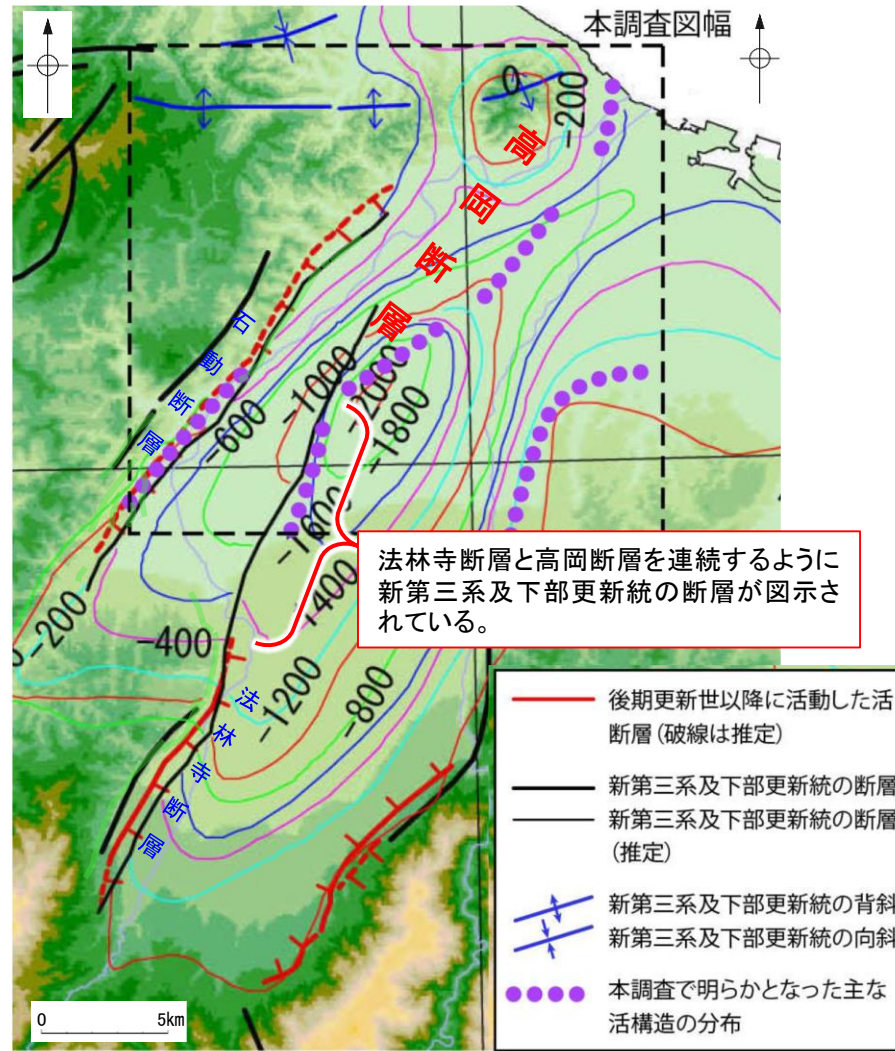 本調査図幅
0
-200
高岡断層
石動断層
-1000
-2000
-600
-1800
-1600
法林寺断層と高岡断層を連続するように
新第三系及下部更新統の断層が図示さ
れている。
-200
-400
法林寺断層
-1200
-800
後期更新世以降に活動した活
断層(破線は推定)
新第三系及下部更新統の断層
新第三系及下部更新統の断層
(推定)
新第三系及下部更新統の背斜
新第三系及下部更新統の向斜
本調査で明らかとなった主な
活構造の分布
0 5km